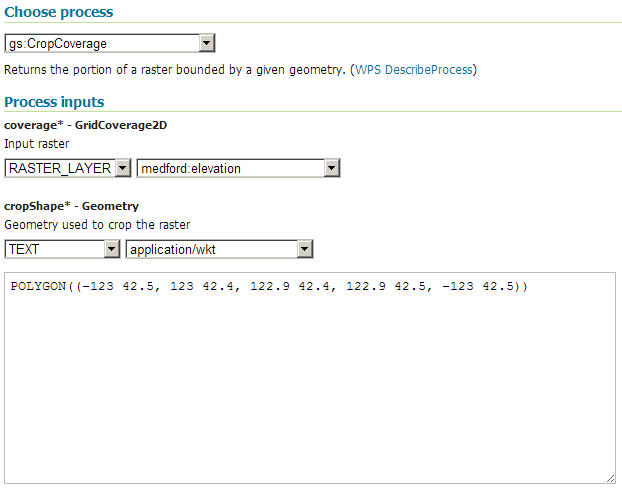 Choose process
gs:CropCoverage
Returns the portion of a raster bounded by a given geometry. (WPS DescribeProcess)
Process inputs
coverage* - GridCoverage2D
Input raster
RASTER_LAYER medford:elevation
cropShape* - Geometry
Geometry used to crop the raster
TEXT application/wkt
POLYGON((-123 42.5, 123 42.4, 122.9 42.4, 122.9 42.5, -123 42.5))